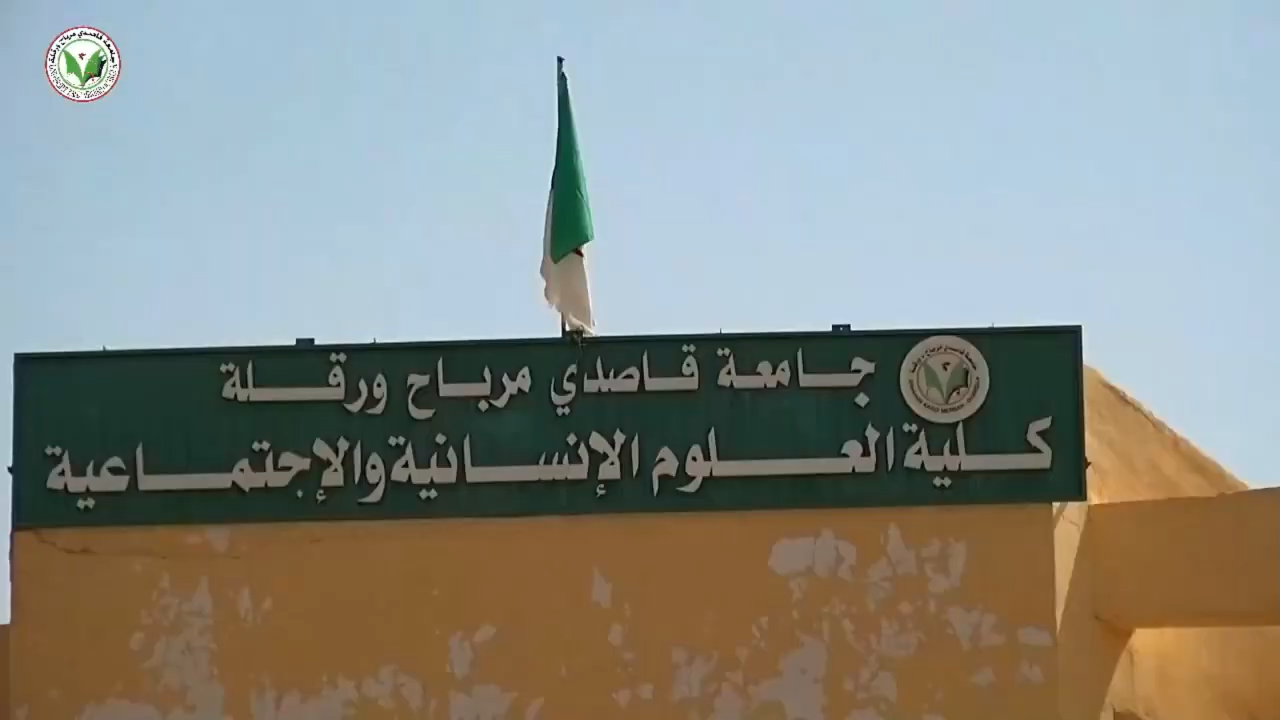 جامعة قاصدي مرباح ورقلة
كلية العلوم الإنسانية والإجتماعية